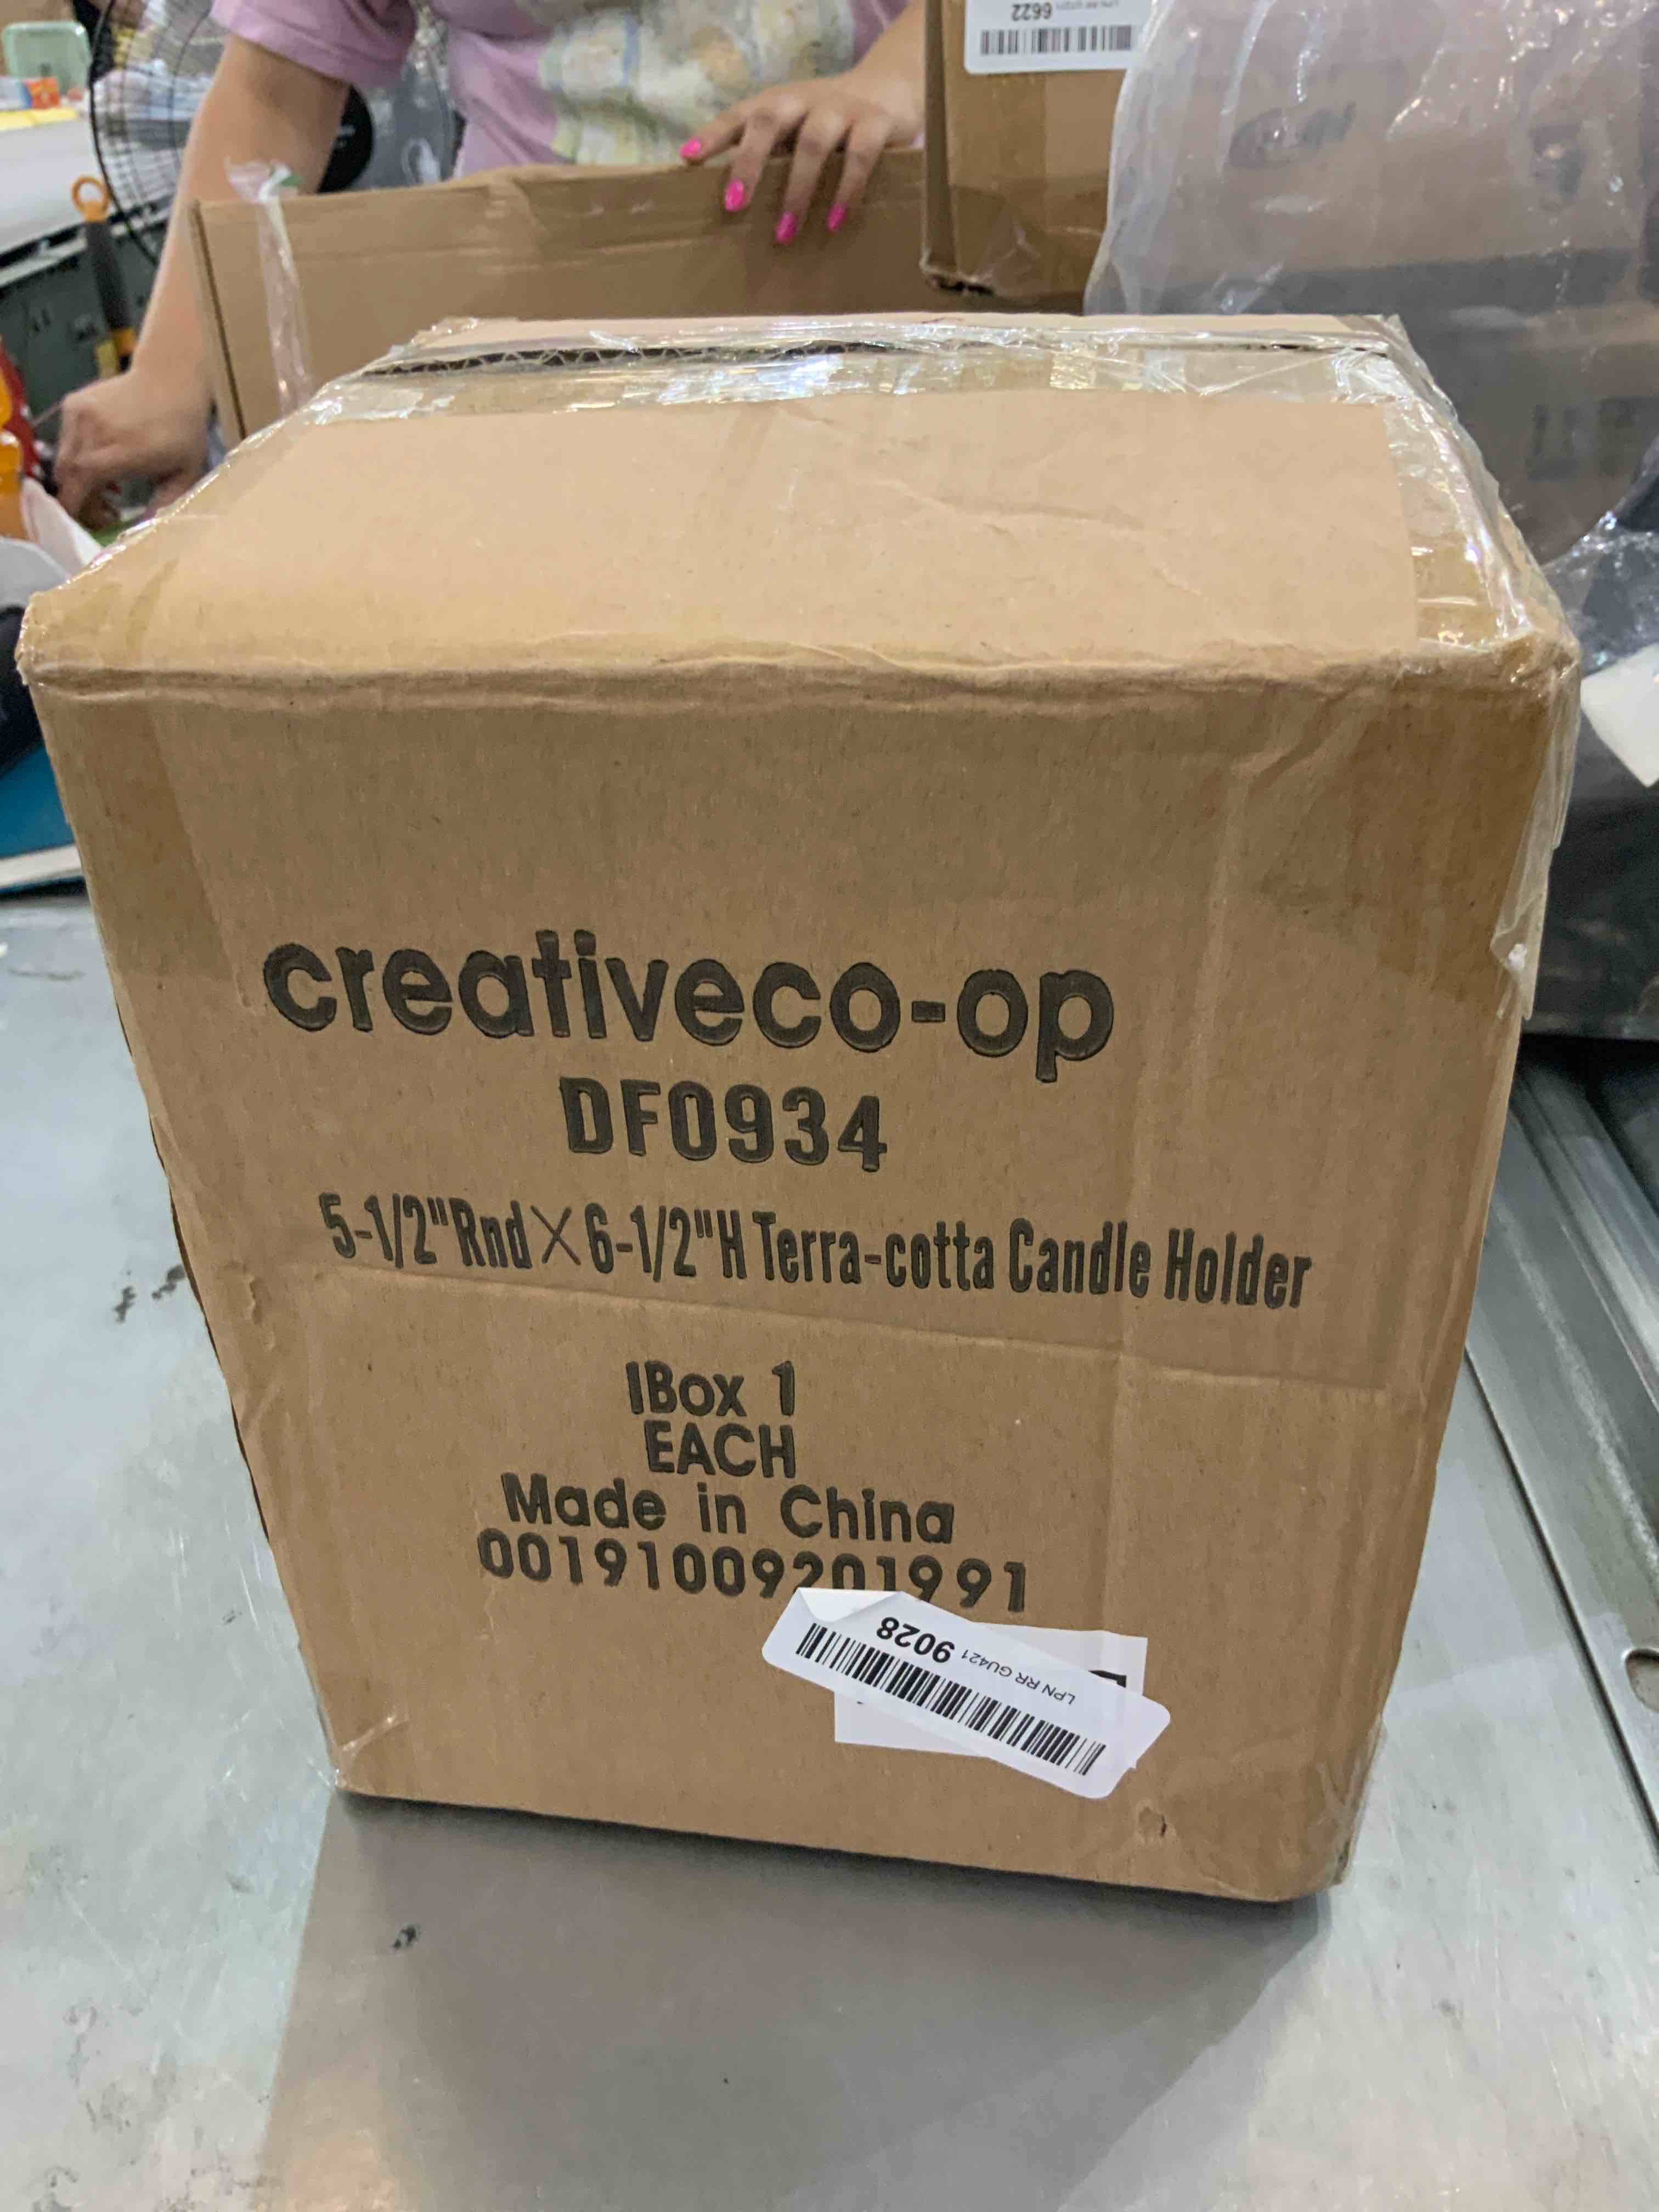 6622
creativeco-op
DF0934
5-1/2"Rnd X 6-1/2"H Terra-cotta Candle Holder
IBox 1
EACH
Made in China
00191009201991
LPN RR GU421 9028